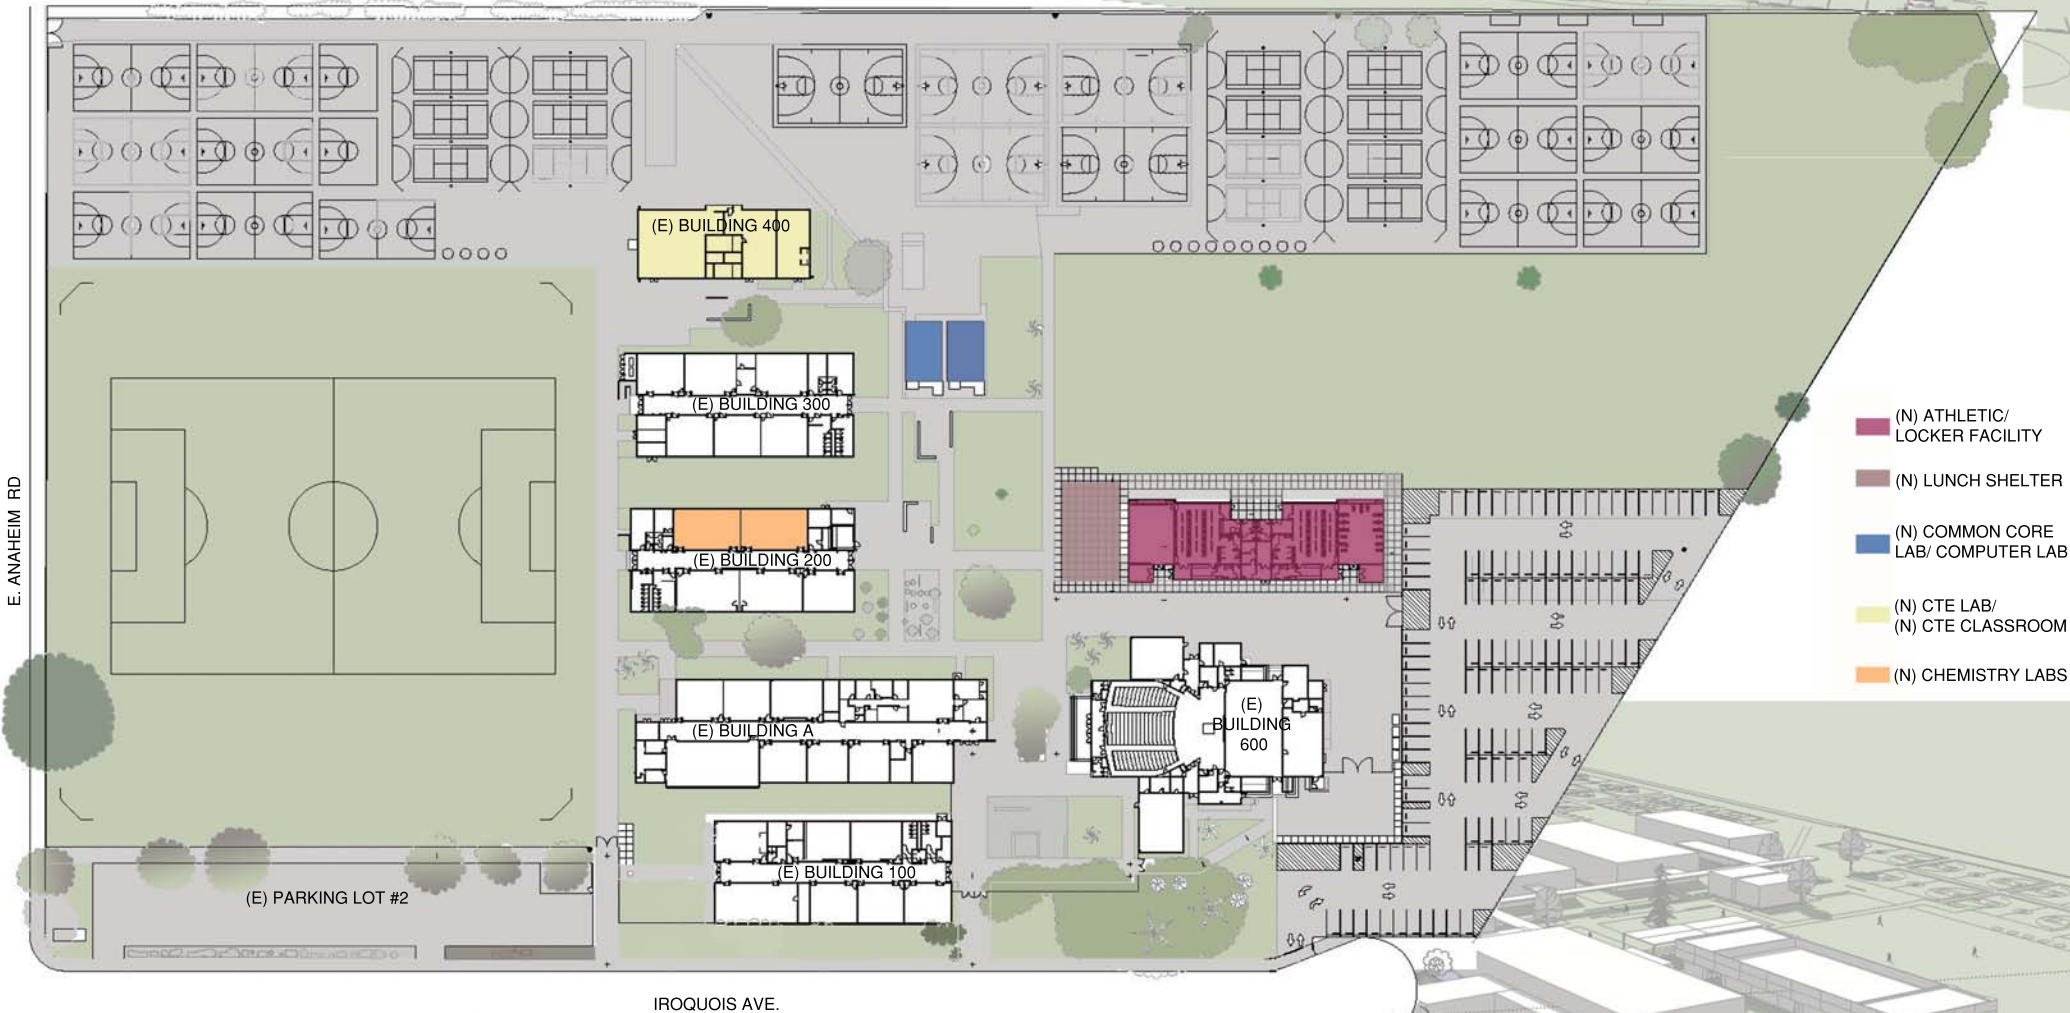 (E) BUILDING 400
(E) BUILDING 300
(E) BUILDING 200
(E) BUILDING A
(E) BUILDING 100
(E)
BUILDING
600
(E) PARKING LOT #2
E. ANAHEIM RD
IROQUOIS AVE.
(N) ATHLETIC/
LOCKER FACILITY
(N) LUNCH SHELTER
(N) COMMON CORE
LAB/ COMPUTER LAB
(N) CTE LAB/
(N) CTE CLASSROOM
(N) CHEMISTRY LABS